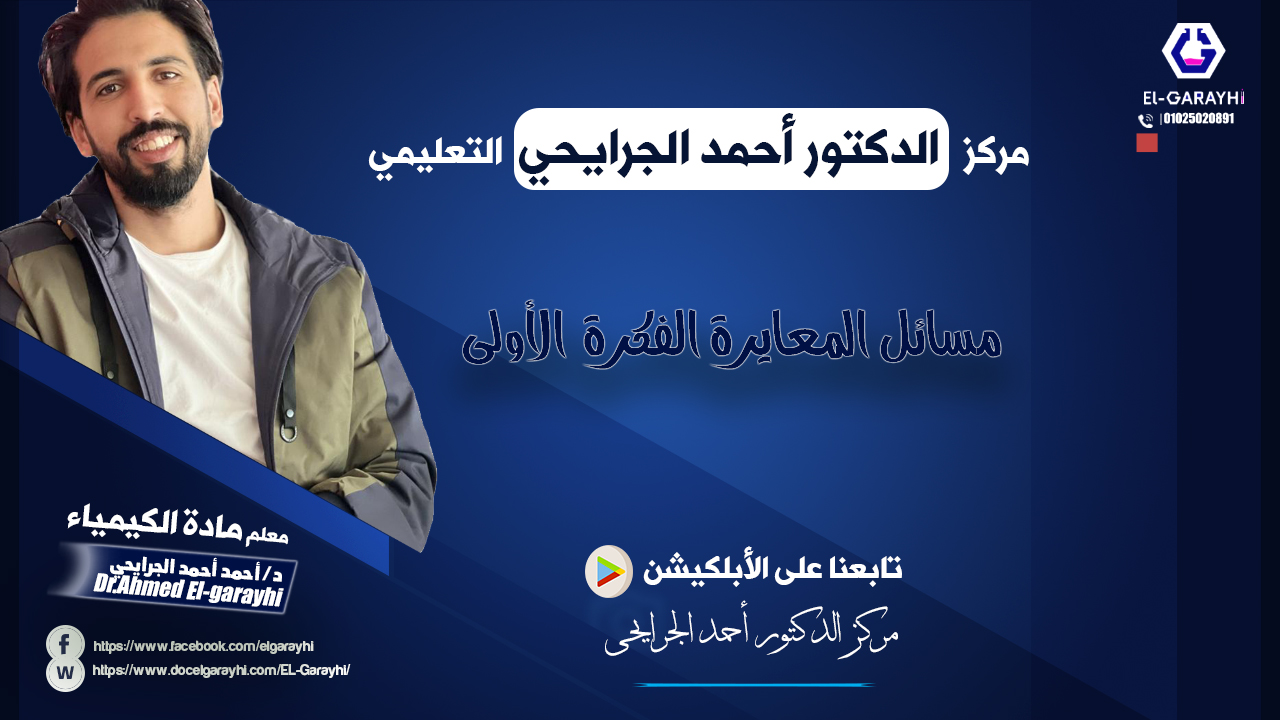 El-GARAYHi
01025020891
مركز الدكتور أحمد الجرايحي التعليمي
مسائل المعايرة الفكرة الأولى
معلم مادة الكيمياء
د/أحمد أحمد الجرايحي
Dr.Ahmed El-garayhi
https://www.facebook.com/elgarayhi
https://www.docelgarayhi.com/EL-Garayhi/
تابعنا على الأبلكيشن
مركز الدكتور أحمد الجرايحى